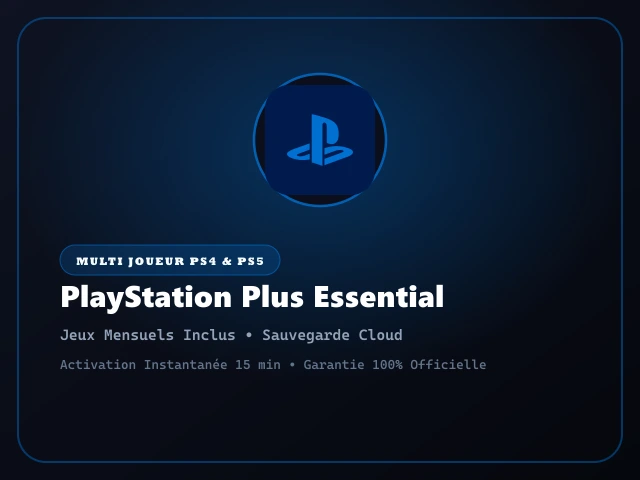 MULTI JOUEUR PS4 & PS5
PlayStation Plus Essential
Jeux Mensuels Inclus • Sauvegarde Cloud
Activation Instantanée 15 min • Garantie 100% Officielle